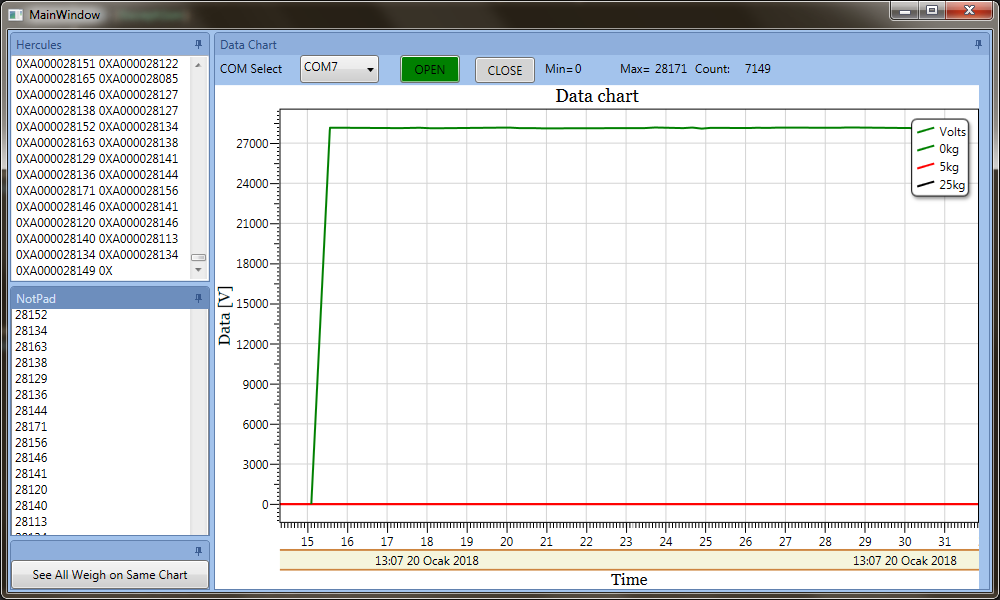 MainWindow
Hercules
0XA000028151 0XA000028122
0XA000028165 0XA000028085
0XA000028146 0XA000028127
0XA000028138 0XA000028127
0XA000028152 0XA000028134
0XA000028163 0XA000028138
0XA000028129 0XA000028141
0XA000028136 0XA000028144
0XA000028171 0XA000028156
0XA000028146 0XA000028141
0XA000028120 0XA000028146
0XA000028140 0XA000028113
0XA000028134 0XA000028134
0XA000028149 0X
NotPad
28152
28134
28163
28138
28129
28136
28144
28171
28156
28146
28141
28120
28140
28113
See All Weigh on Same Chart
Data Chart
COM Select COM7 OPEN CLOSE Min= 0 Max= 28171 Count: 7149
Data chart
Volts
0kg
5kg
25kg
Data [V]
27000
24000
21000
18000
15000
12000
9000
6000
3000
0
15 16 17 18 19 20 21 22 23 24 25 26 27 28 29 30 31
13:07 20 Ocak 2018 13:07 20 Ocak 2018
Time